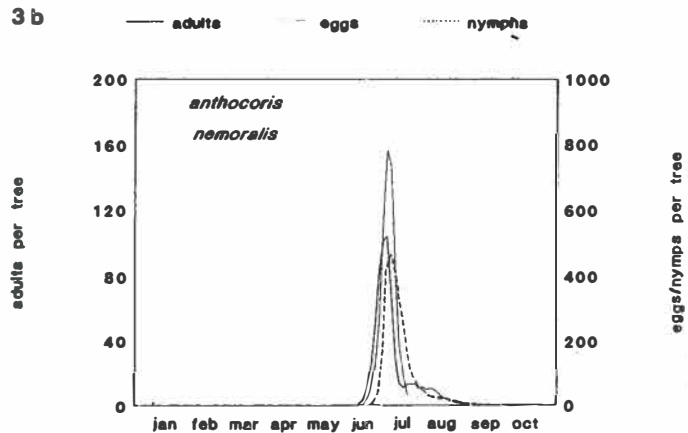 3b
adults eggs nymphs
200 1000
anthocoris
nemoralis
160 800
120 600
80 400
40 200
0 0
adults per tree
eggs/nymps per tree
jan feb mar apr may jun jul aug sep oct